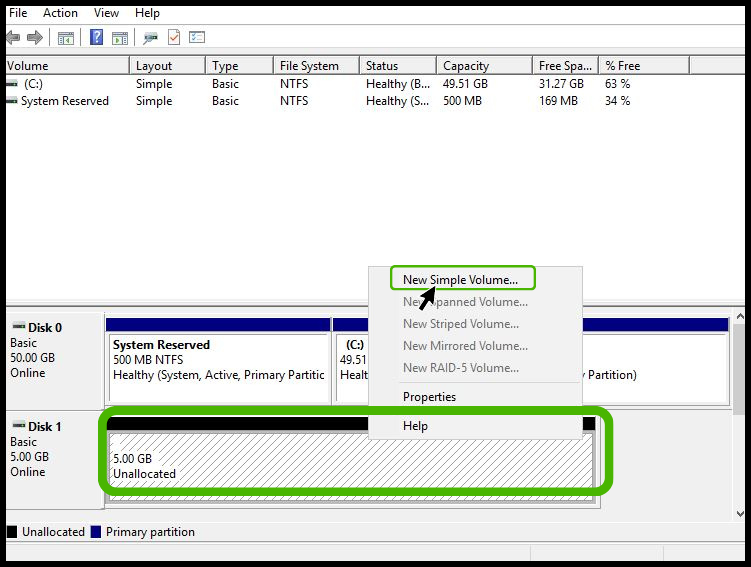 File Action View Help
Volume Layout Type File System Status Capacity Free Spa... % Free
(C:) Simple Basic NTFS Healthy (B... 49.51 GB 31.27 GB 63 %
System Reserved Simple Basic NTFS Healthy (S... 500 MB 169 MB 34 %
New Simple Volume...
New Spanned Volume...
New Striped Volume...
New Mirrored Volume...
New RAID-5 Volume...
Properties
Help
Disk 0
Basic
50.00 GB
Online
System Reserved
500 MB NTFS
Healthy (System, Active, Primary Partitic
(C:)
49.51
Healt
Partition)
Disk 1
Basic
5.00 GB
Online
5.00 GB
Unallocated
Unallocated Primary partition